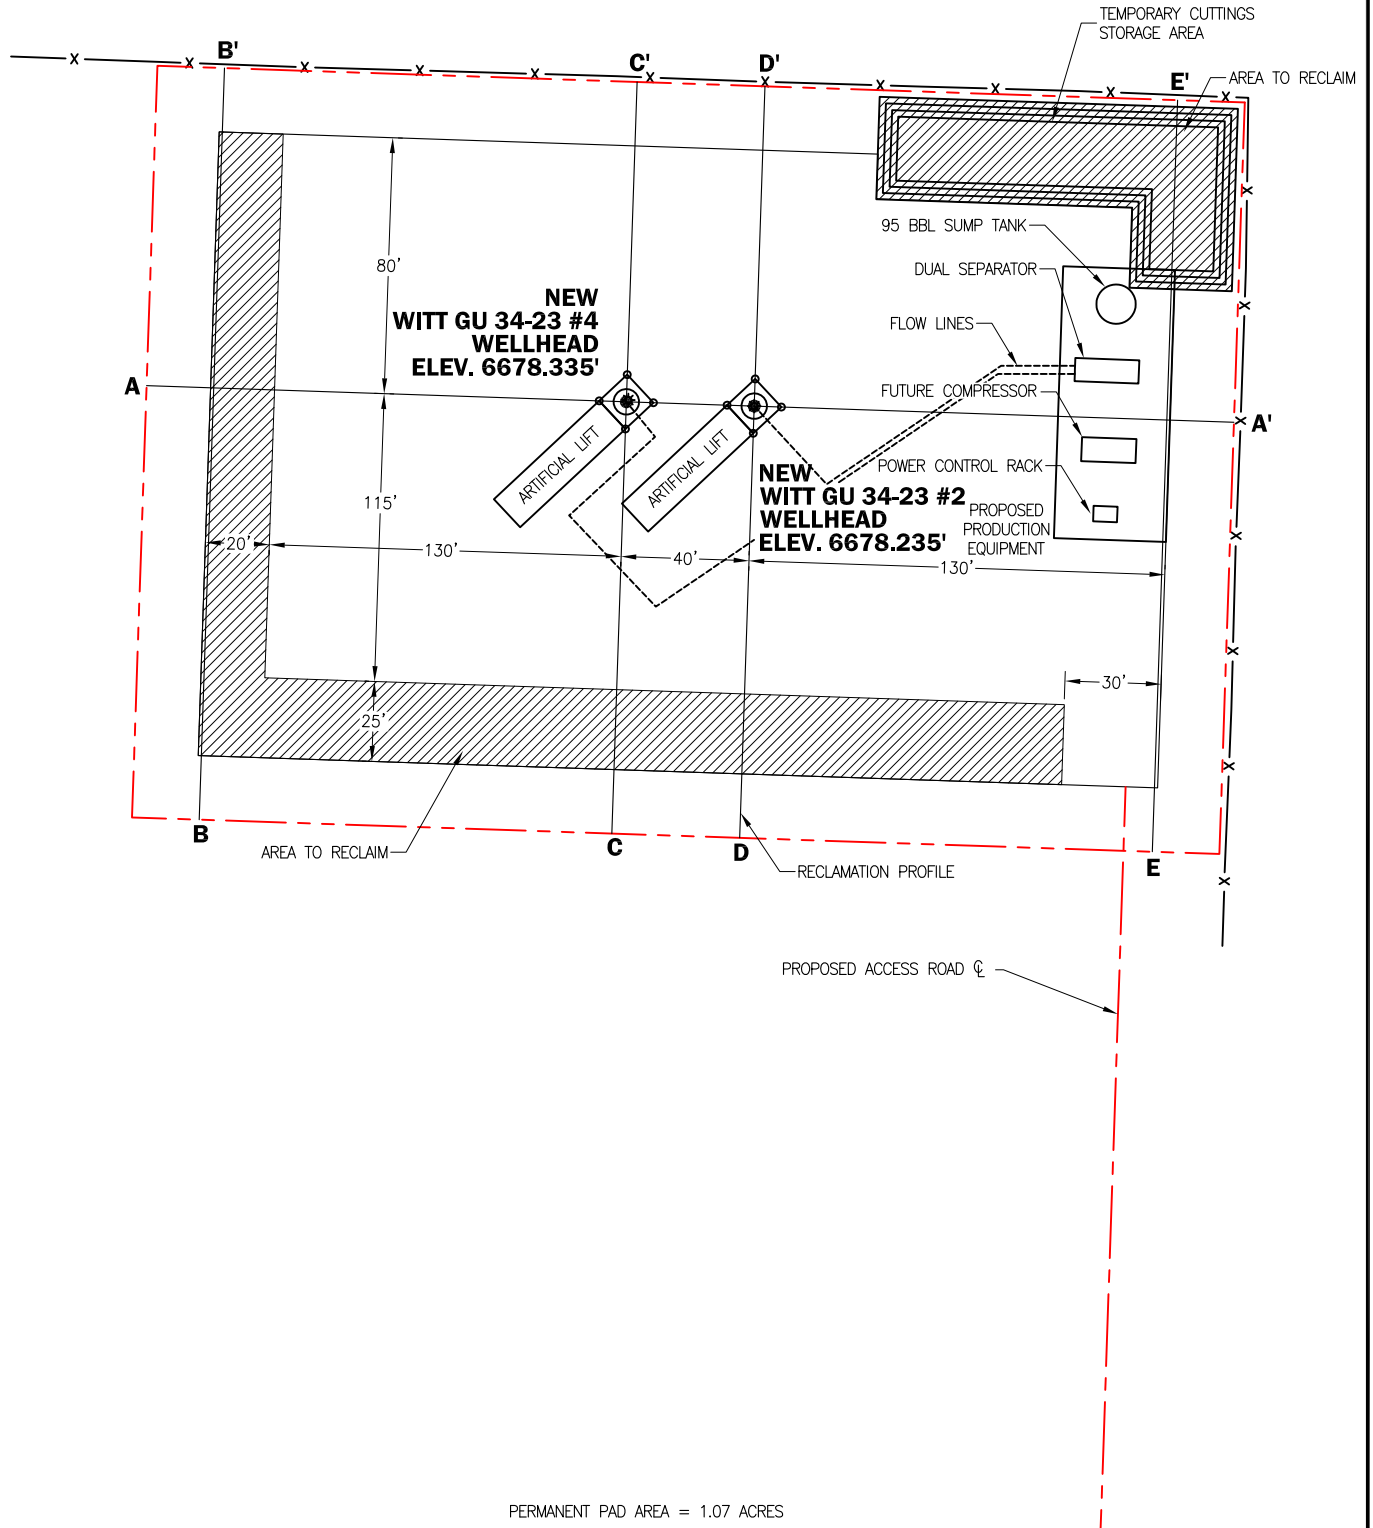 TEMPORARY CUTTINGS
STORAGE AREA
B'
C'
D'
E'
AREA TO RECLAIM
X X X X X X X X X X X
X
X
X
X
X
X
X
80'
95 BBL SUMP TANK
DUAL SEPARATOR
NEW
WITT GU 34-23 #4
WELLHEAD
ELEV. 6678.335'
FLOW LINES
FUTURE COMPRESSOR
A
A'
ARTIFICIAL LIFT
ARTIFICIAL LIFT
POWER CONTROL RACK
115'
NEW
WITT GU 34-23 #2
WELLHEAD
ELEV. 6678.235'
PROPOSED
PRODUCTION
EQUIPMENT
20'
130'
40'
130'
30'
25'
B
C
D
E
AREA TO RECLAIM
RECLAMATION PROFILE
PROPOSED ACCESS ROAD ℄
PERMANENT PAD AREA = 1.07 ACRES